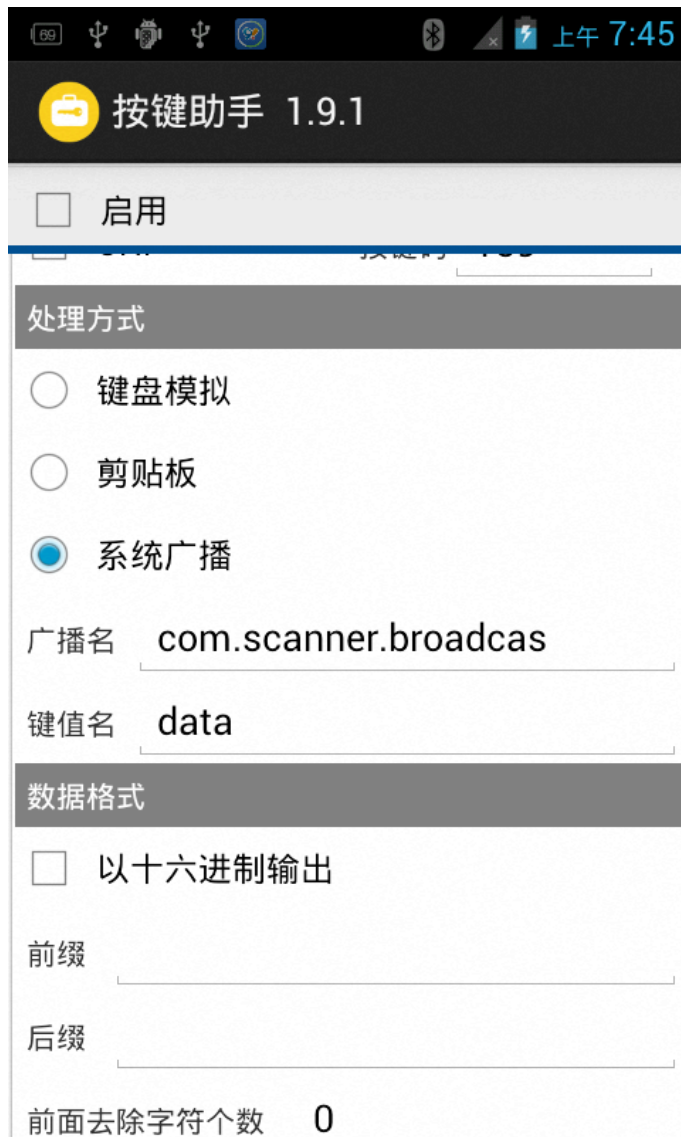 69 上午 7:45
按键助手 1.9.1
启用
处理方式
键盘模拟
剪贴板
系统广播
广播名 com.scanner.broadcas
键值名 data
数据格式
以十六进制输出
前缀
后缀
前面去除字符个数 0